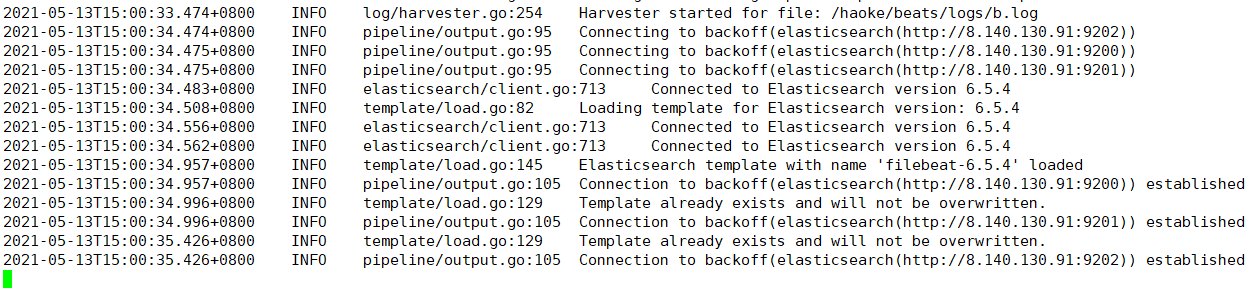 2021-05-13T15:00:33.474+0800    INFO    log/harvester.go:254    Harvester started for file: /haoke/beats/logs/b.log
2021-05-13T15:00:34.474+0800    INFO    pipeline/output.go:95   Connecting to backoff(elasticsearch(http://8.140.130.91:9202))
2021-05-13T15:00:34.475+0800    INFO    pipeline/output.go:95   Connecting to backoff(elasticsearch(http://8.140.130.91:9200))
2021-05-13T15:00:34.475+0800    INFO    pipeline/output.go:95   Connecting to backoff(elasticsearch(http://8.140.130.91:9201))
2021-05-13T15:00:34.483+0800    INFO    elasticsearch/client.go:713     Connected to Elasticsearch version 6.5.4
2021-05-13T15:00:34.508+0800    INFO    template/load.go:82     Loading template for Elasticsearch version: 6.5.4
2021-05-13T15:00:34.556+0800    INFO    elasticsearch/client.go:713     Connected to Elasticsearch version 6.5.4
2021-05-13T15:00:34.562+0800    INFO    elasticsearch/client.go:713     Connected to Elasticsearch version 6.5.4
2021-05-13T15:00:34.957+0800    INFO    template/load.go:145    Elasticsearch template with name 'filebeat-6.5.4' loaded
2021-05-13T15:00:34.957+0800    INFO    pipeline/output.go:105  Connection to backoff(elasticsearch(http://8.140.130.91:9200)) established
2021-05-13T15:00:34.996+0800    INFO    template/load.go:129    Template already exists and will not be overwritten.
2021-05-13T15:00:34.996+0800    INFO    pipeline/output.go:105  Connection to backoff(elasticsearch(http://8.140.130.91:9201)) established
2021-05-13T15:00:35.426+0800    INFO    template/load.go:129    Template already exists and will not be overwritten.
2021-05-13T15:00:35.426+0800    INFO    pipeline/output.go:105  Connection to backoff(elasticsearch(http://8.140.130.91:9202)) established